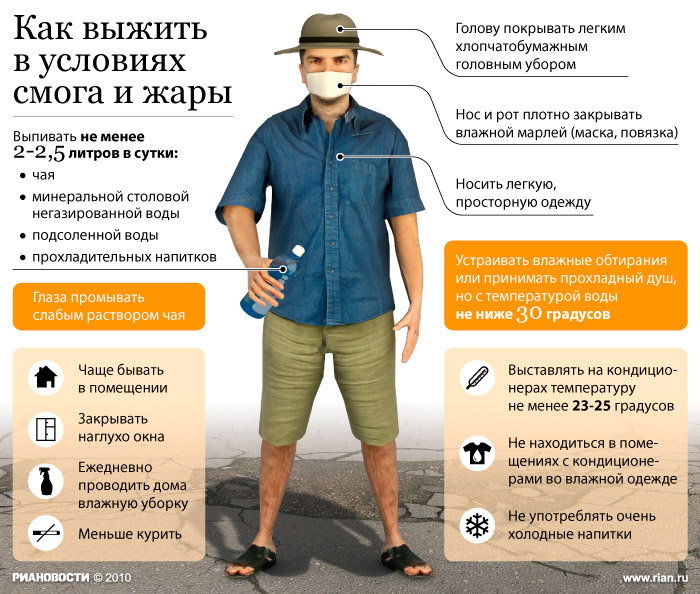 Как выжить
в условиях
смога и жары
Выпивать не менее
2-2,5 литров в сутки:
• чая
• минеральной столовой
негазированной воды
• подсоленной воды
• прохладительных напитков
Глаза промывать
слабым раствором чая
Чаще бывать
в помещении
Закрывать
наглухо окна
Ежедневно
проводить дома
влажную уборку
Меньше курить
Голову покрывать легким
хлопчатобумажным
головным убором
Нос и рот плотно закрывать
влажной марлей (маска, повязка)
Носить легкую,
просторную одежду
Устраивать влажные обтирания
или принимать прохладный душ,
но с температурой воды
не ниже 30 градусов
Выставлять на кондицио-
нерах температуру
не менее 23-25 градусов
Не находиться в поме-
щениях с кондиционе-
рами во влажной одежде
Не употреблять очень
холодные напитки
РИАНОВОСТИ © 2010
www.rian.ru